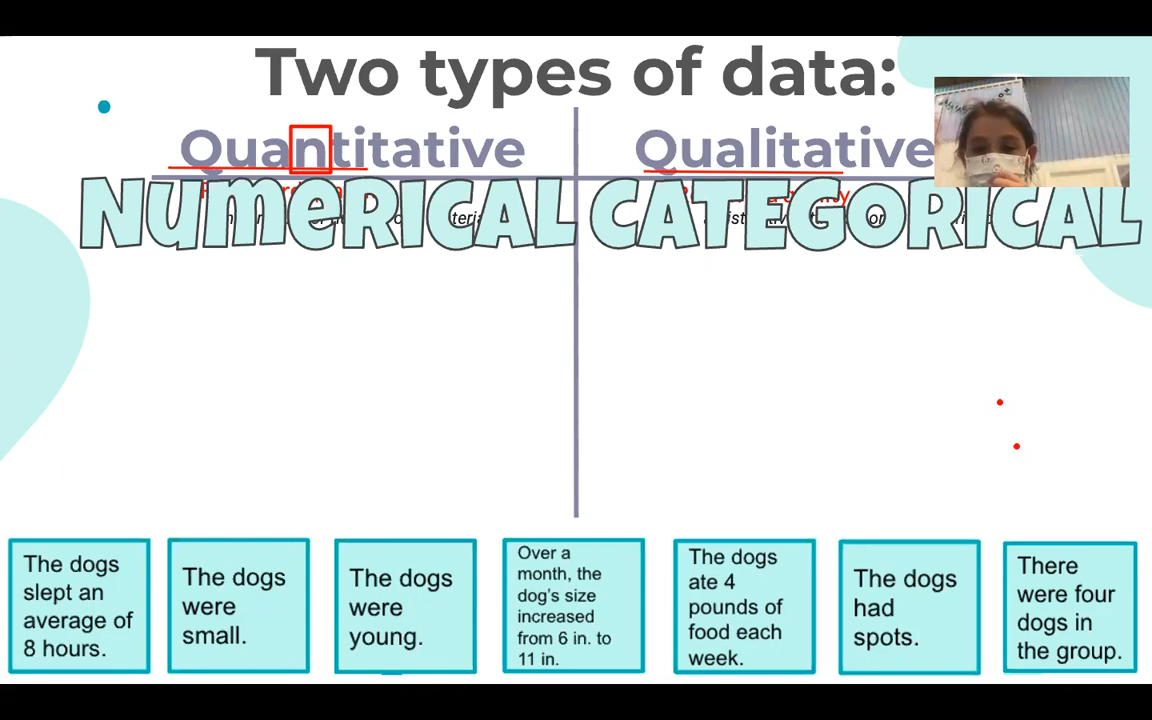 Two types of data:
Quantitative
Qualitative
NumERICAL
CATEGORICAL
The dogs
slept an
average of
8 hours.
The dogs
were
small.
The dogs
were
young.
Over a
month, the
dog's size
increased
from 6 in. to
11 in.
The dogs
ate 4
pounds of
food each
week.
The dogs
had
spots.
There
were four
dogs in
the group.